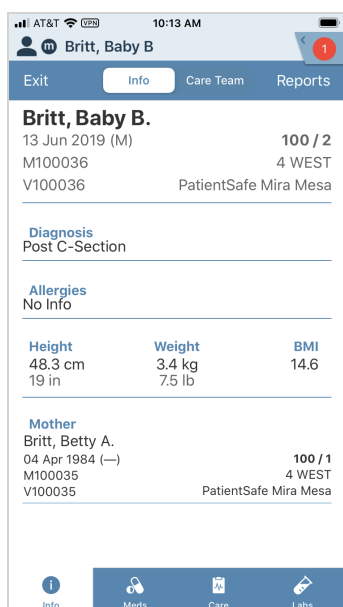 AT&T VPN 10:13 AM
m Britt, Baby B 1
Exit Info Care Team Reports
Britt, Baby B.
13 Jun 2019 (M) 100 / 2
M100036 4 WEST
V100036 PatientSafe Mira Mesa
Diagnosis
Post C-Section
Allergies
No Info
Height Weight BMI
48.3 cm 3.4 kg 14.6
19 in 7.5 lb
Mother
Britt, Betty A.
04 Apr 1984 (—) 100 / 1
M100035 4 WEST
V100035 PatientSafe Mira Mesa
Info Meds Care Labs